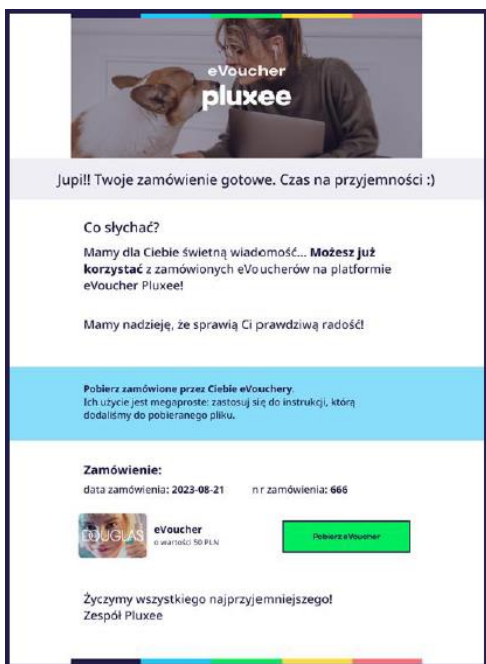 eVoucher
pluxee
Jupi!! Twoje zamówienie gotowe. Czas na przyjemności :)
Co słychać?
Mamy dla Ciebie świetną wiadomość... Możesz już
korzystać z zamówionych eVoucherów na platformie
eVoucher Pluxee!
Mamy nadzieję, że sprawią Ci prawdziwą radość!
Pobierz zamówione przez Ciebie eVouchery.
Ich użycie jest megaproste: zastosuj się do instrukcji, którą
dodaliśmy do pobieranego pliku.
Zamówienie:
data zamówienia: 2023-08-21 nr zamówienia: 666
DOUGLAS
eVoucher
o wartości 50 PLN
Pobierz eVoucher
Życzymy wszystkiego najprzyjemniejszego!
Zespół Pluxee